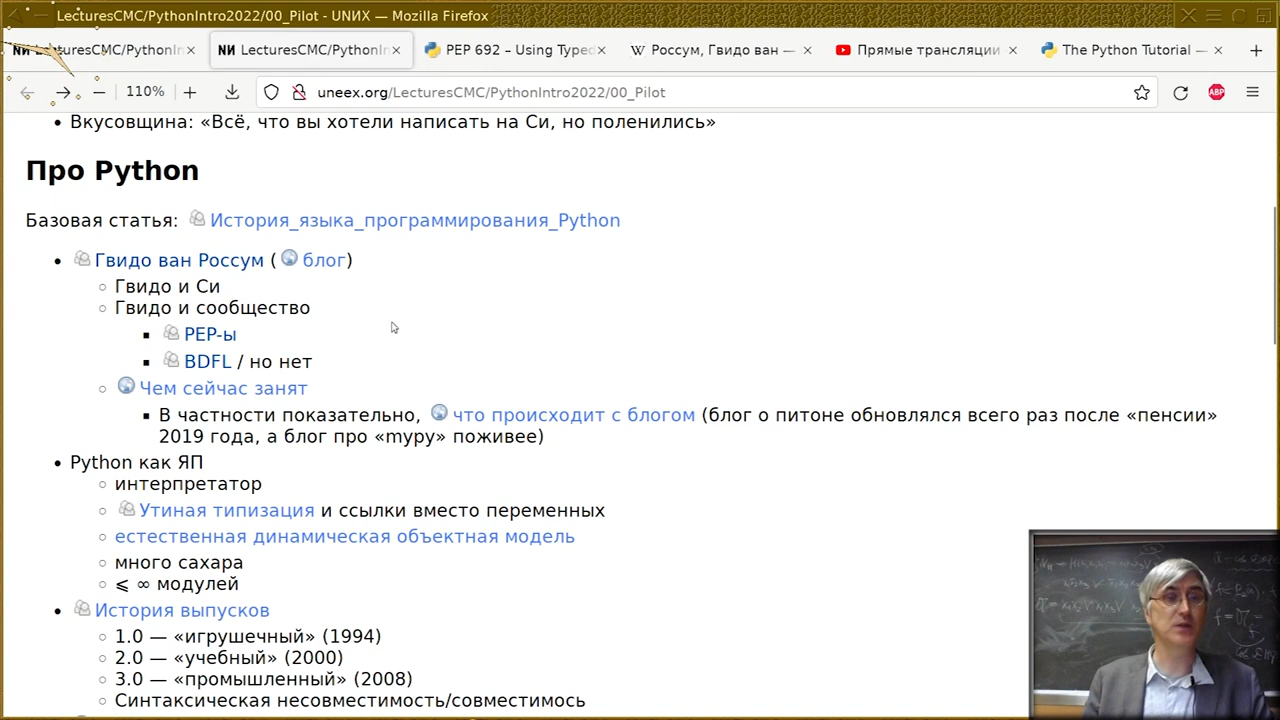 LecturesCMC/PythonIntro2022/00_Pilot - UNИX — Mozilla Firefox
LecturesCMC/PythonIn
LecturesCMC/PythonIn
PEP 692 – Using Typed
Россум, Гвидо ван —
Прямые трансляции
The Python Tutorial —
110%
uneex.org/LecturesCMC/PythonIntro2022/00_Pilot
ABP
• Вкусовщина: «Всё, что вы хотели написать на Си, но поленились»
Про Python
Базовая статья: История_языка_программирования_Python
• Гвидо ван Россум ( блог)
○ Гвидо и Си
○ Гвидо и сообщество
▪ PEP-ы
▪ BDFL / но нет
○ Чем сейчас занят
▪ В частности показательно, что происходит с блогом (блог о питоне обновлялся всего раз после «пенсии»
2019 года, а блог про «mypy» поживее)
• Python как ЯП
○ интерпретатор
○ Утиная типизация и ссылки вместо переменных
○ естественная динамическая объектная модель
○ много сахара
○ ⩽ ∞ модулей
• История выпусков
○ 1.0 — «игрушечный» (1994)
○ 2.0 — «учебный» (2000)
○ 3.0 — «промышленный» (2008)
○ Синтаксическая несовместимость/совместимось